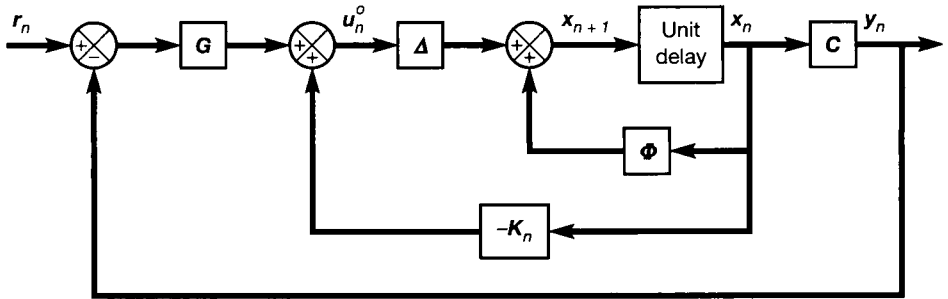 r_n
+
−
G
+
+
u_n^o
Δ
+
+
x_{n+1}
Unit
delay
x_n
C
y_n
Φ
−K_n